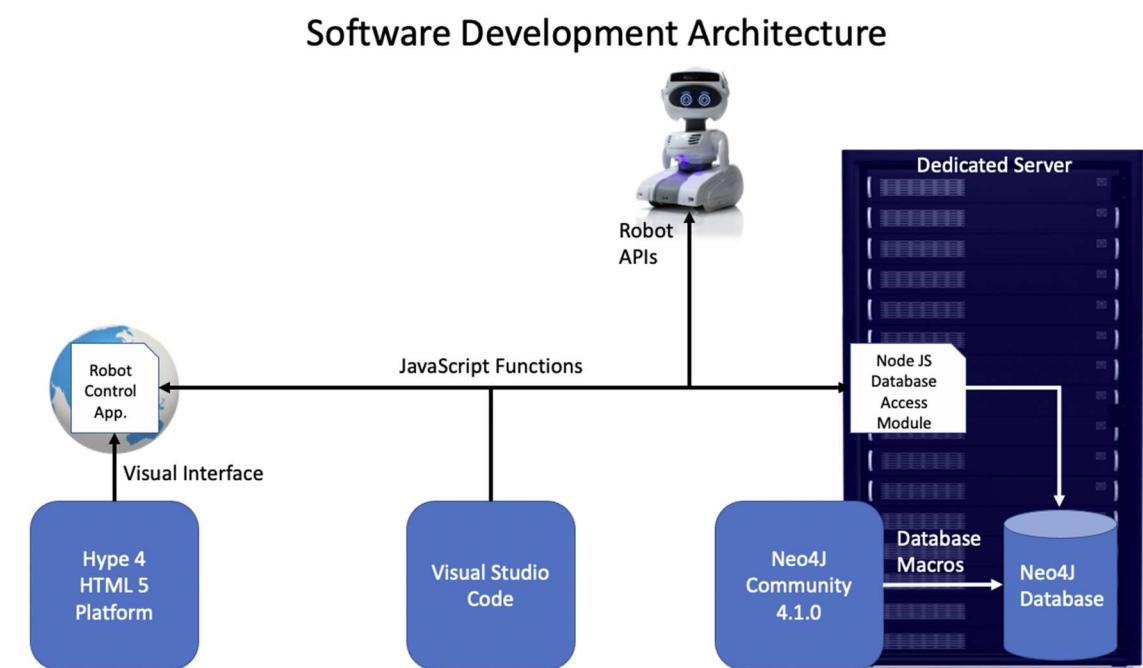 Software Development Architecture
Dedicated Server
Robot
APIs
Robot
Control
App.
JavaScript Functions
Node JS
Database
Access
Module
Visual Interface
Hype 4
HTML 5
Platform
Visual Studio
Code
Neo4J
Community
4.1.0
Database
Macros
Neo4J
Database